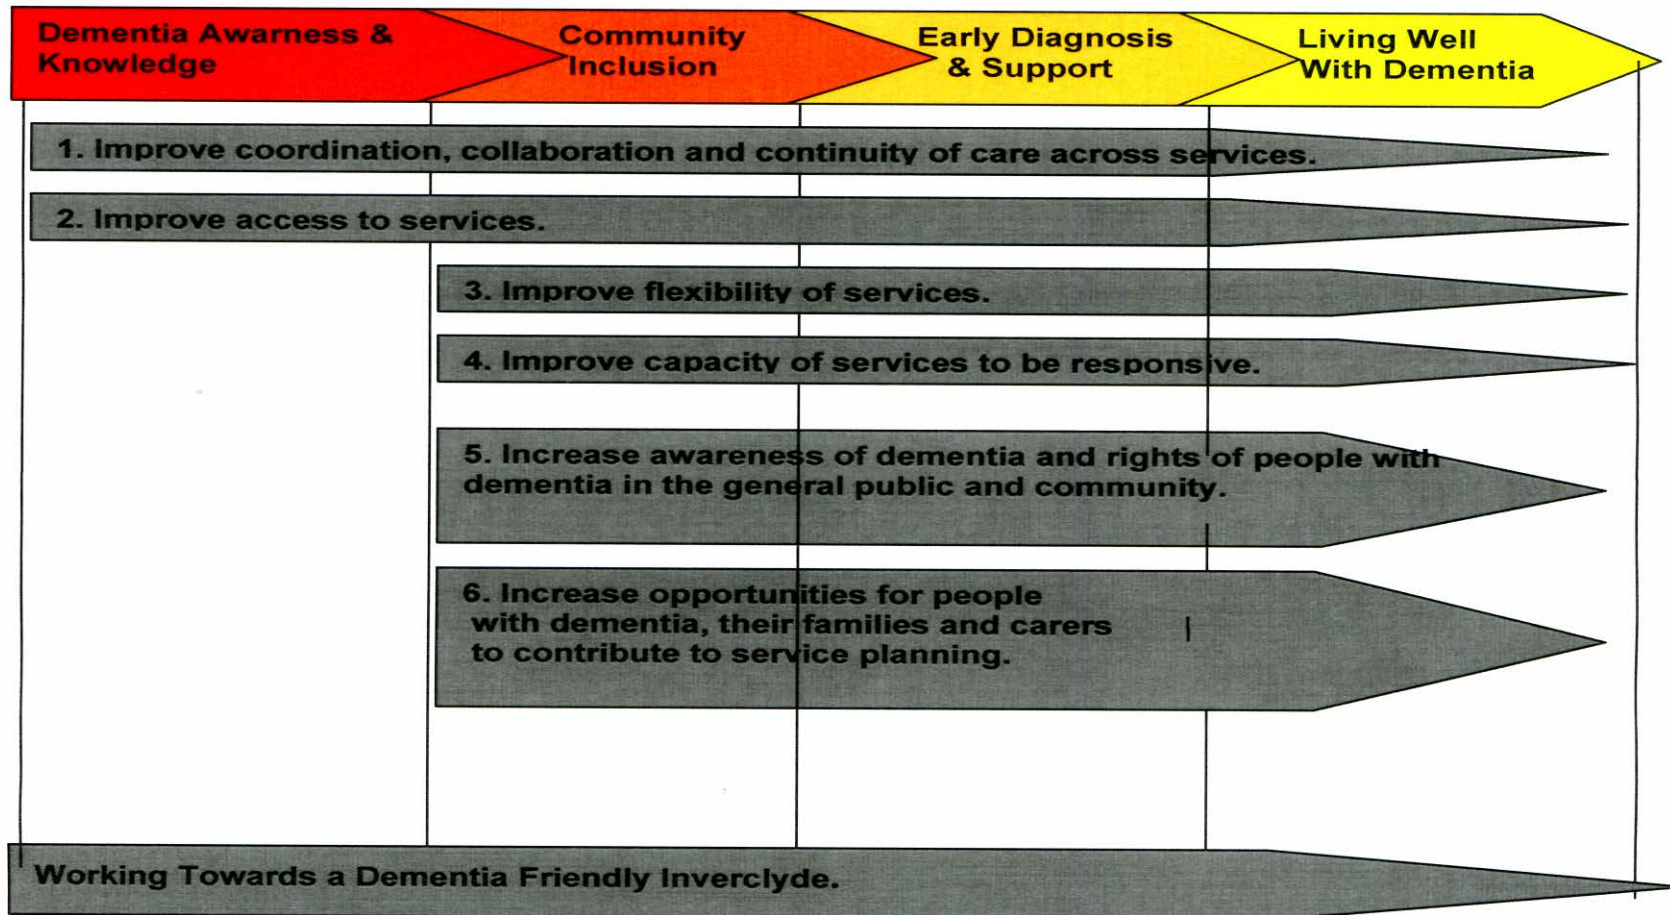 Dementia Awarness &
Knowledge
Community
Inclusion
Early Diagnosis
& Support
Living Well
With Dementia
1. Improve coordination, collaboration and continuity of care across services.
2. Improve access to services.
3. Improve flexibility of services.
4. Improve capacity of services to be responsive.
5. Increase awareness of dementia and rights of people with
dementia in the general public and community.
6. Increase opportunities for people
with dementia, their families and carers
to contribute to service planning.
Working Towards a Dementia Friendly Inverclyde.